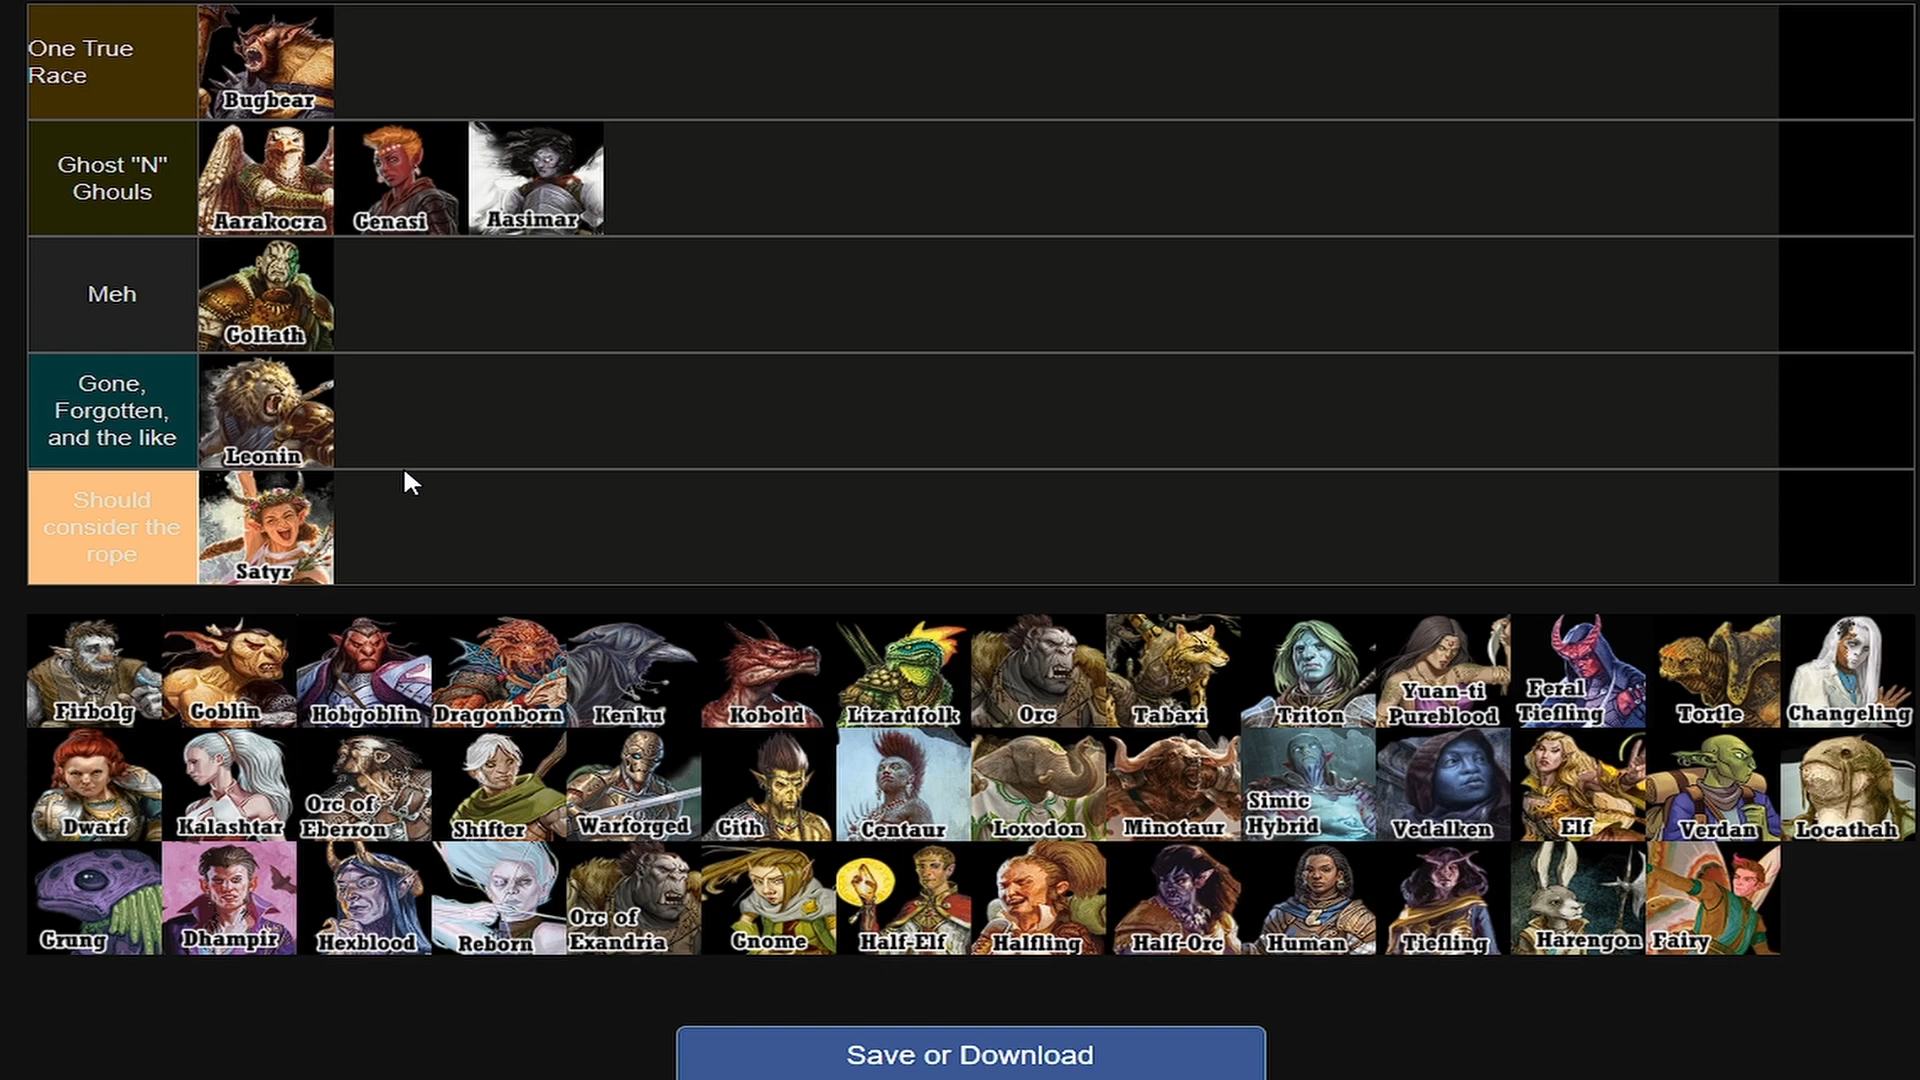 One True
Race
Bugbear
Ghost "N"
Ghouls
Aarakocra
Genasi
Aasimar
Meh
Goliath
Gone,
Forgotten,
and the like
Leonin
Should
consider the
rope
Satyr
Firbolg
Goblin
Hobgoblin
Dragonborn
Kenku
Kobold
Lizardfolk
Orc
Tabaxi
Triton
Yuan-ti
Pureblood
Feral
Tiefling
Tortle
Changeling
Dwarf
Kalashtar
Orc of
Eberron
Shifter
Warforged
Gith
Centaur
Loxodon
Minotaur
Simic
Hybrid
Vedalken
Elf
Verdan
Locathah
Grung
Dhampir
Hexblood
Reborn
Orc of
Exandria
Gnome
Half-Elf
Halfling
Half-Orc
Human
Tiefling
Harengon
Fairy
Save or Download